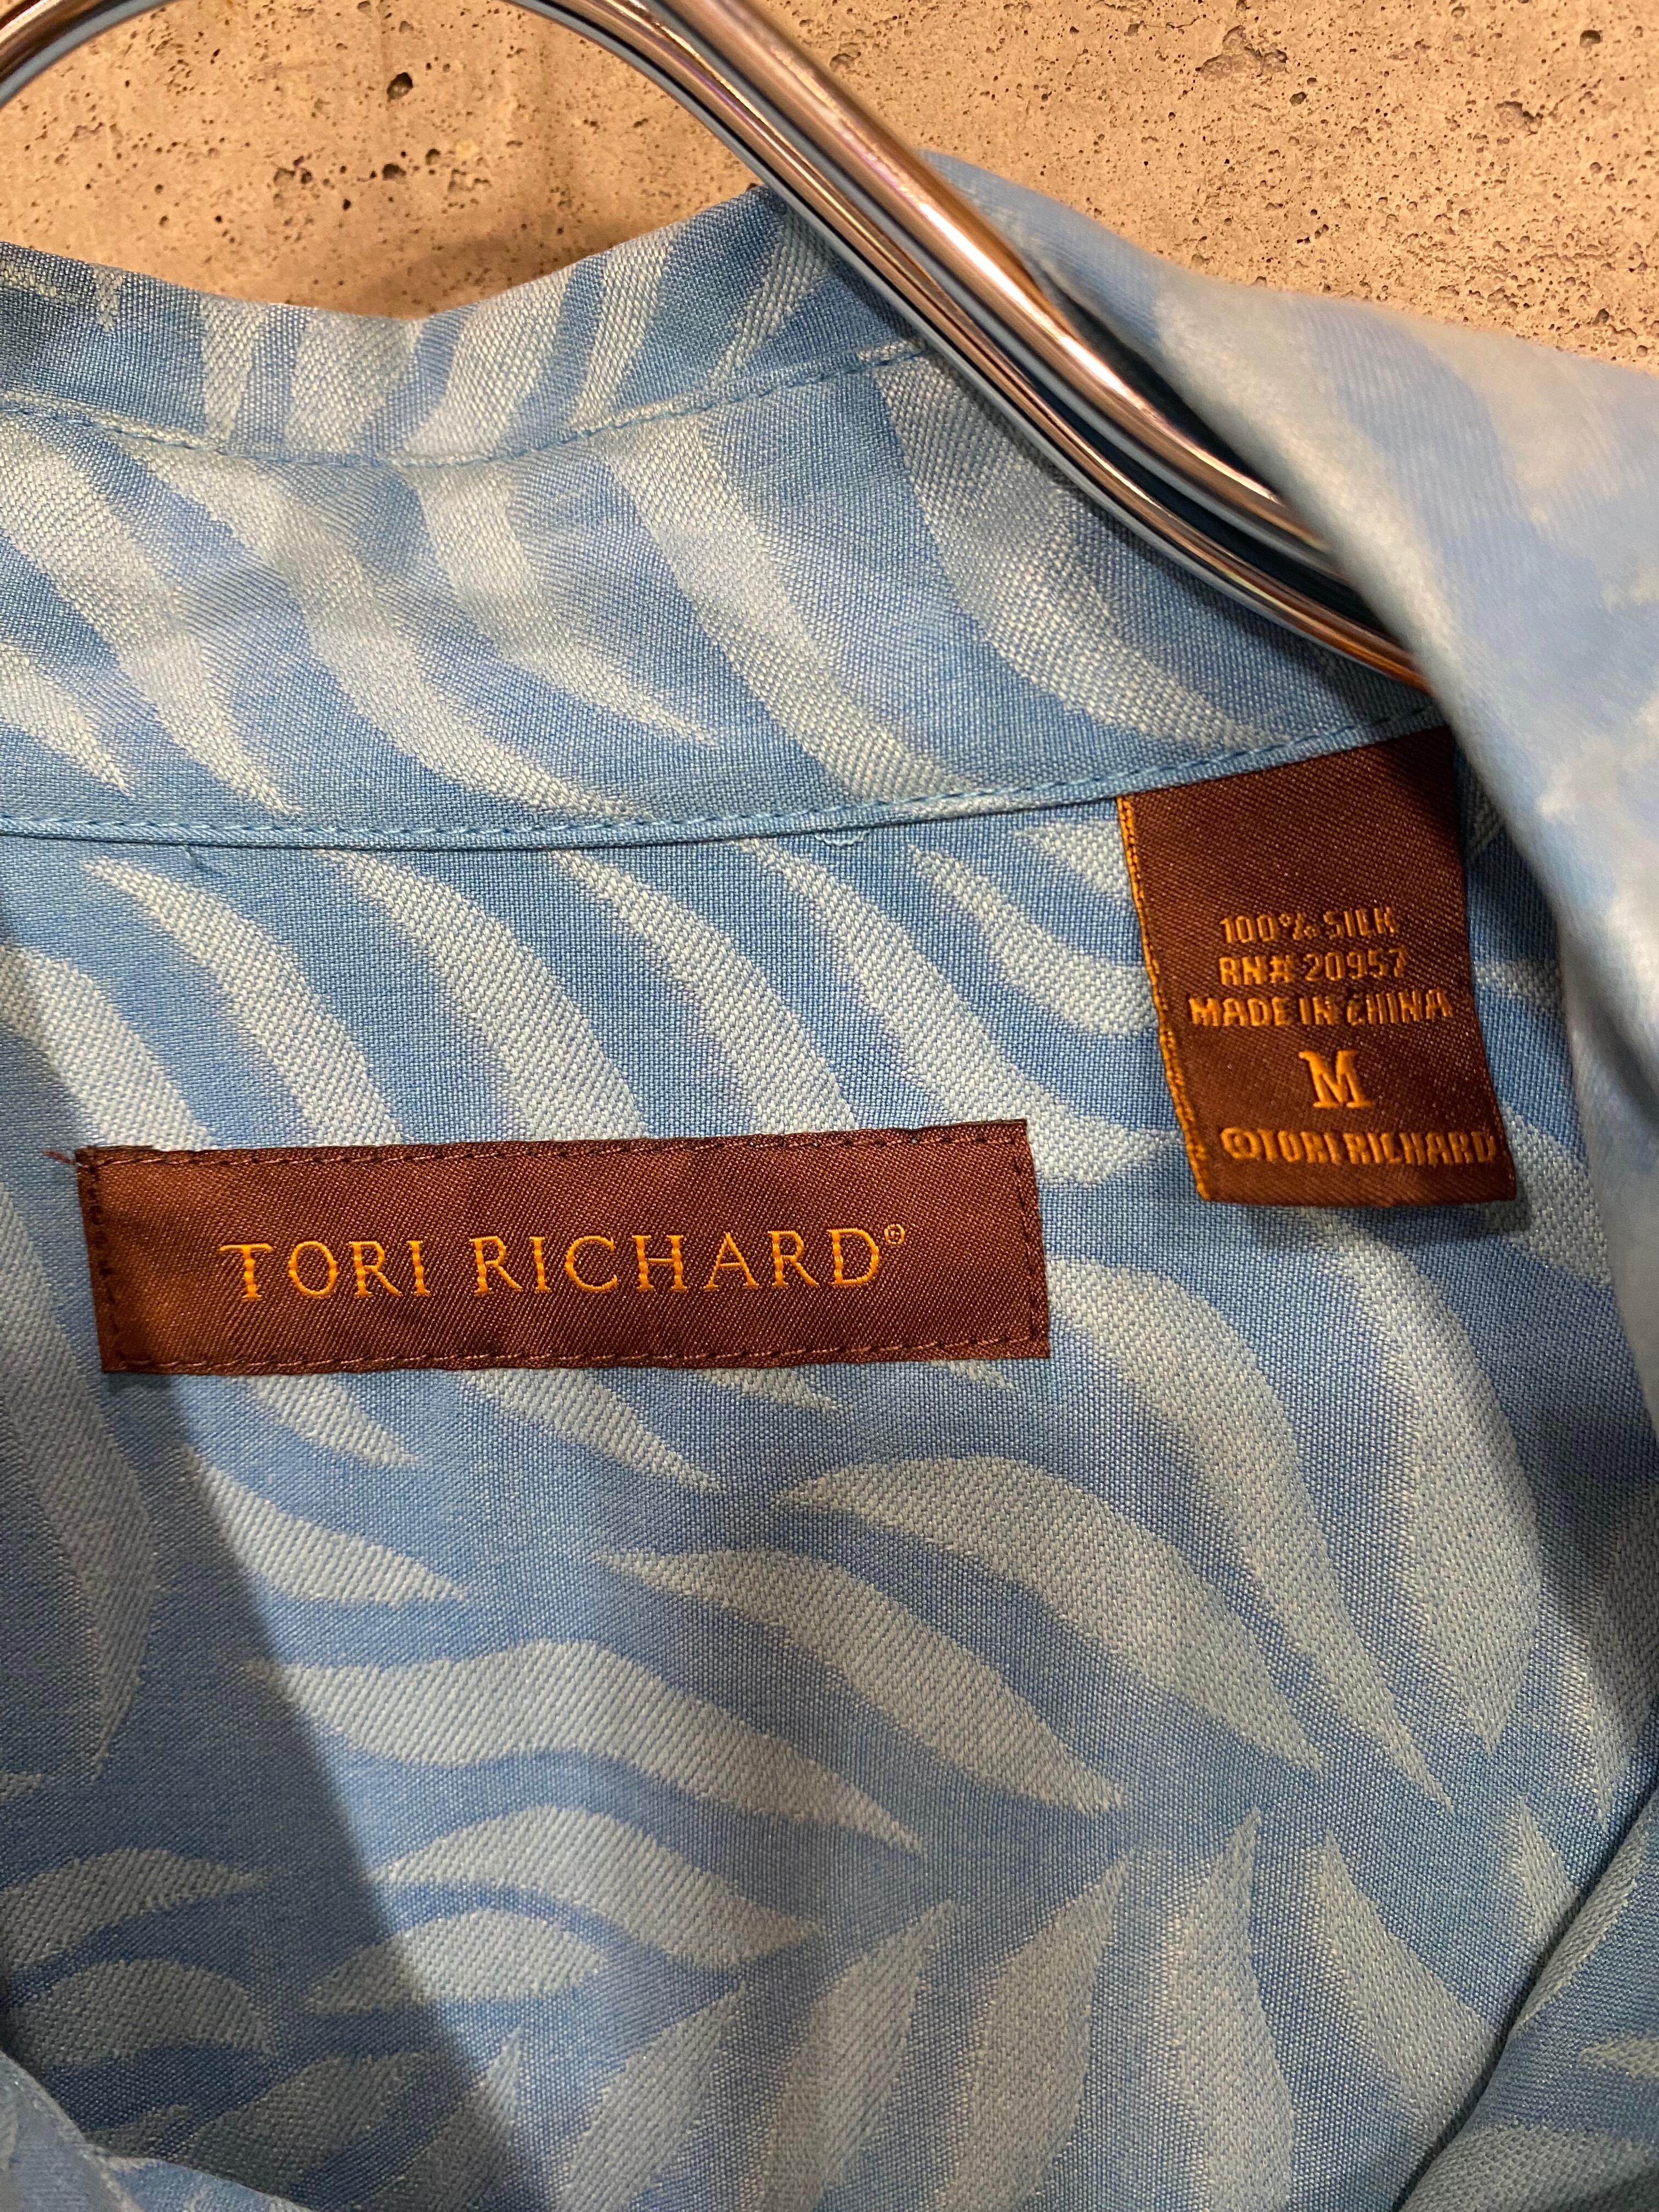 100% SILK
RN# 20957
MADE IN CHINA
M
©TORI RICHARD
TORI RICHARD®